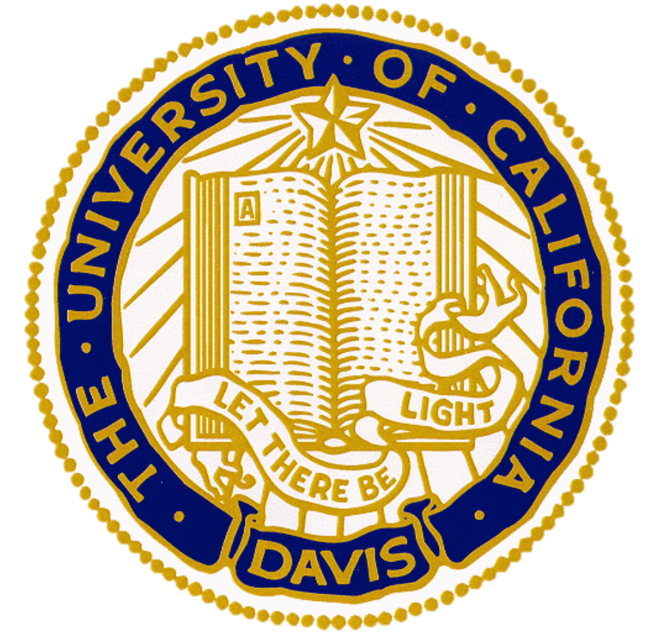 · THE · UNIVERSITY · OF · CALIFORNIA ·
A
LET THERE BE
LIGHT
DAVIS